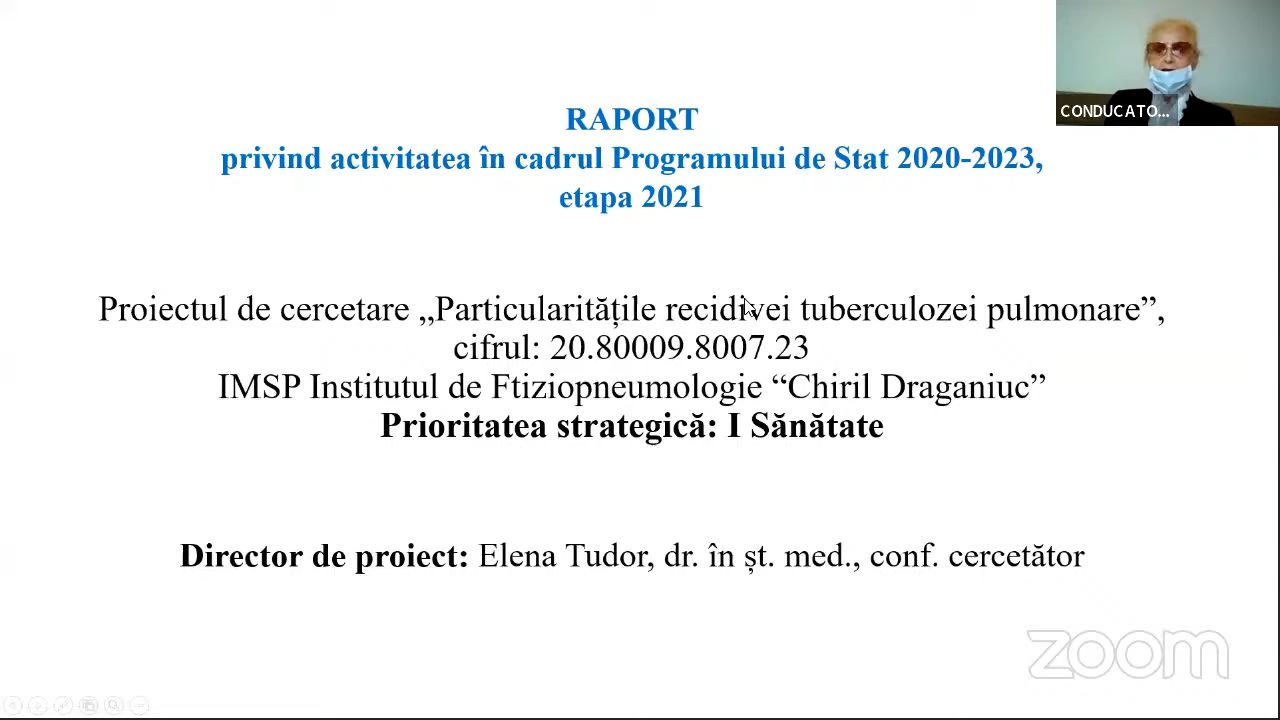 CONDUCATO...
RAPORT
privind activitatea în cadrul Programului de Stat 2020-2023,
etapa 2021
Proiectul de cercetare „Particularitățile recidivei tuberculozei pulmonare”,
cifrul: 20.80009.8007.23
IMSP Institutul de Ftiziopneumologie “Chiril Draganiuc”
Prioritatea strategică: I Sănătate
Director de proiect: Elena Tudor, dr. în șt. med., conf. cercetător
zoom